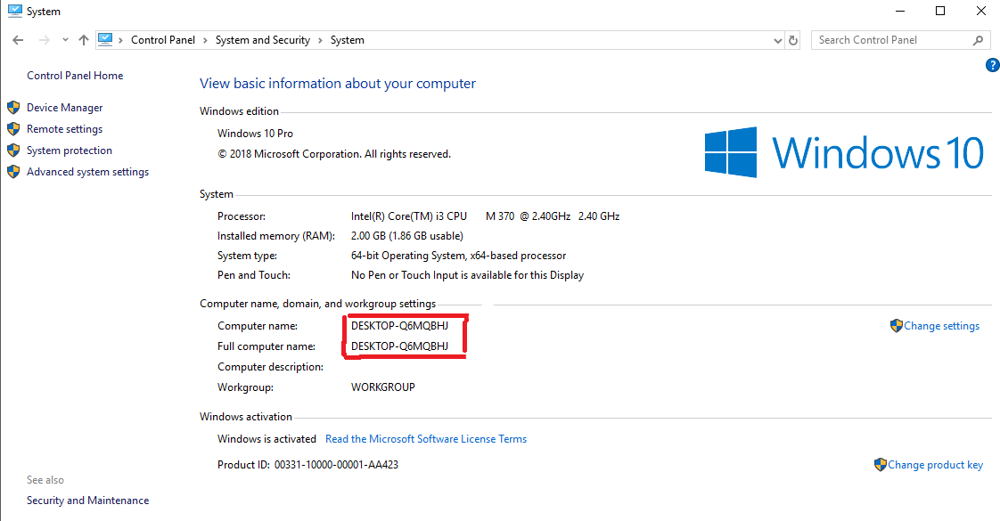 System
Control Panel › System and Security › System
Search Control Panel
?
Control Panel Home
Device Manager
Remote settings
System protection
Advanced system settings
See also
Security and Maintenance
View basic information about your computer
Windows edition
Windows 10 Pro
© 2018 Microsoft Corporation. All rights reserved.
Windows 10
System
Processor: Intel(R) Core(TM) i3 CPU M 370 @ 2.40GHz 2.40 GHz
Installed memory (RAM): 2.00 GB (1.86 GB usable)
System type: 64-bit Operating System, x64-based processor
Pen and Touch: No Pen or Touch Input is available for this Display
Computer name, domain, and workgroup settings
Computer name: DESKTOP-Q6MQBHJ
Change settings
Full computer name: DESKTOP-Q6MQBHJ
Computer description:
Workgroup: WORKGROUP
Windows activation
Windows is activated Read the Microsoft Software License Terms
Product ID: 00331-10000-00001-AA423
Change product key